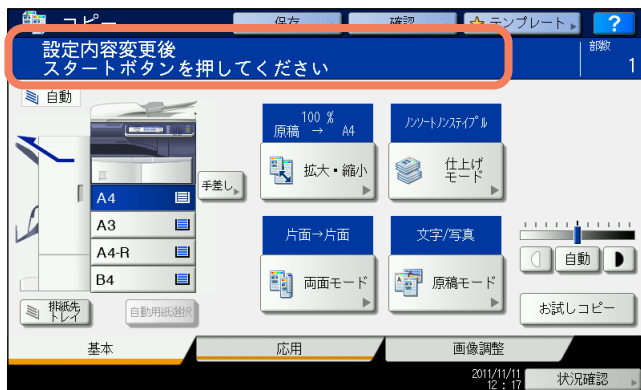 コピー
保存
確認
テンプレート
?
設定内容変更後
スタートボタンを押してください
部数
1
自動
100 %
原稿 → A4
ノンソートノンステイプル
拡大・縮小
仕上げ
モード
手差し
A4
A3
A4-R
B4
片面→片面
文字/写真
両面モード
原稿モード
自動
排紙先
トレイ
自動用紙選択
お試しコピー
基本
応用
画像調整
2011/11/11
12 : 17
状況確認